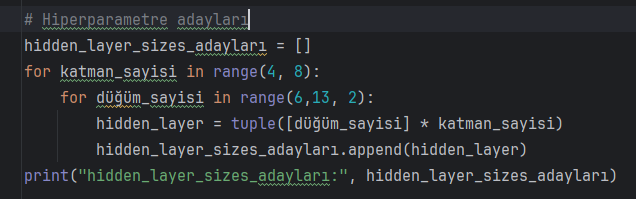 # Hiperparametre adayları
hidden_layer_sizes_adayları = []
for katman_sayisi in range(4, 8):
    for düğüm_sayisi in range(6,13, 2):
        hidden_layer = tuple([düğüm_sayisi] * katman_sayisi)
        hidden_layer_sizes_adayları.append(hidden_layer)
print("hidden_layer_sizes_adayları:", hidden_layer_sizes_adayları)